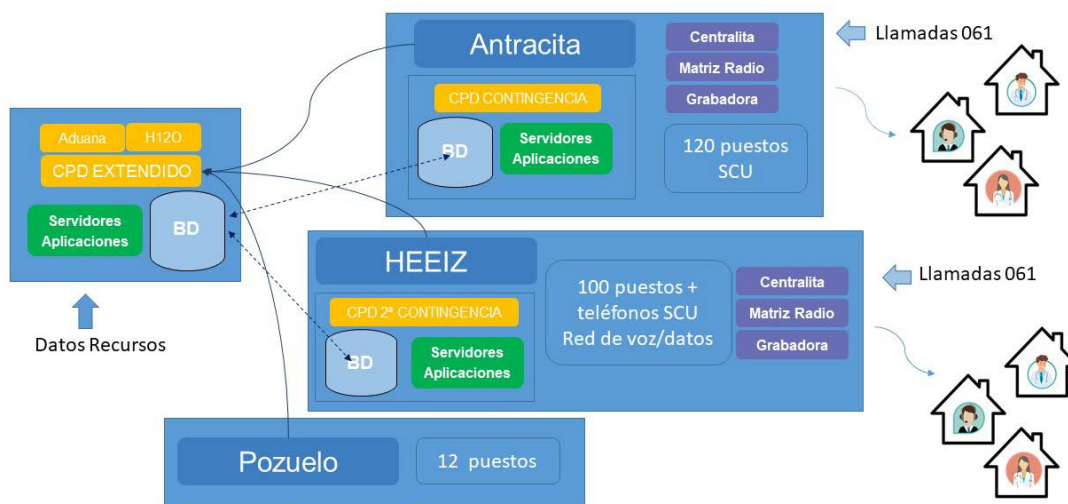 Antracita
Centralita
Matriz Radio
Grabadora
Llamadas 061
CPD CONTINGENCIA
BD
Servidores
Aplicaciones
120 puestos
SCU
Aduana
H12O
CPD EXTENDIDO
Servidores
Aplicaciones
BD
Datos Recursos
HEEIZ
CPD 2ª CONTINGENCIA
BD
Servidores
Aplicaciones
100 puestos +
teléfonos SCU
Red de voz/datos
Centralita
Matriz Radio
Grabadora
Llamadas 061
Pozuelo
12 puestos